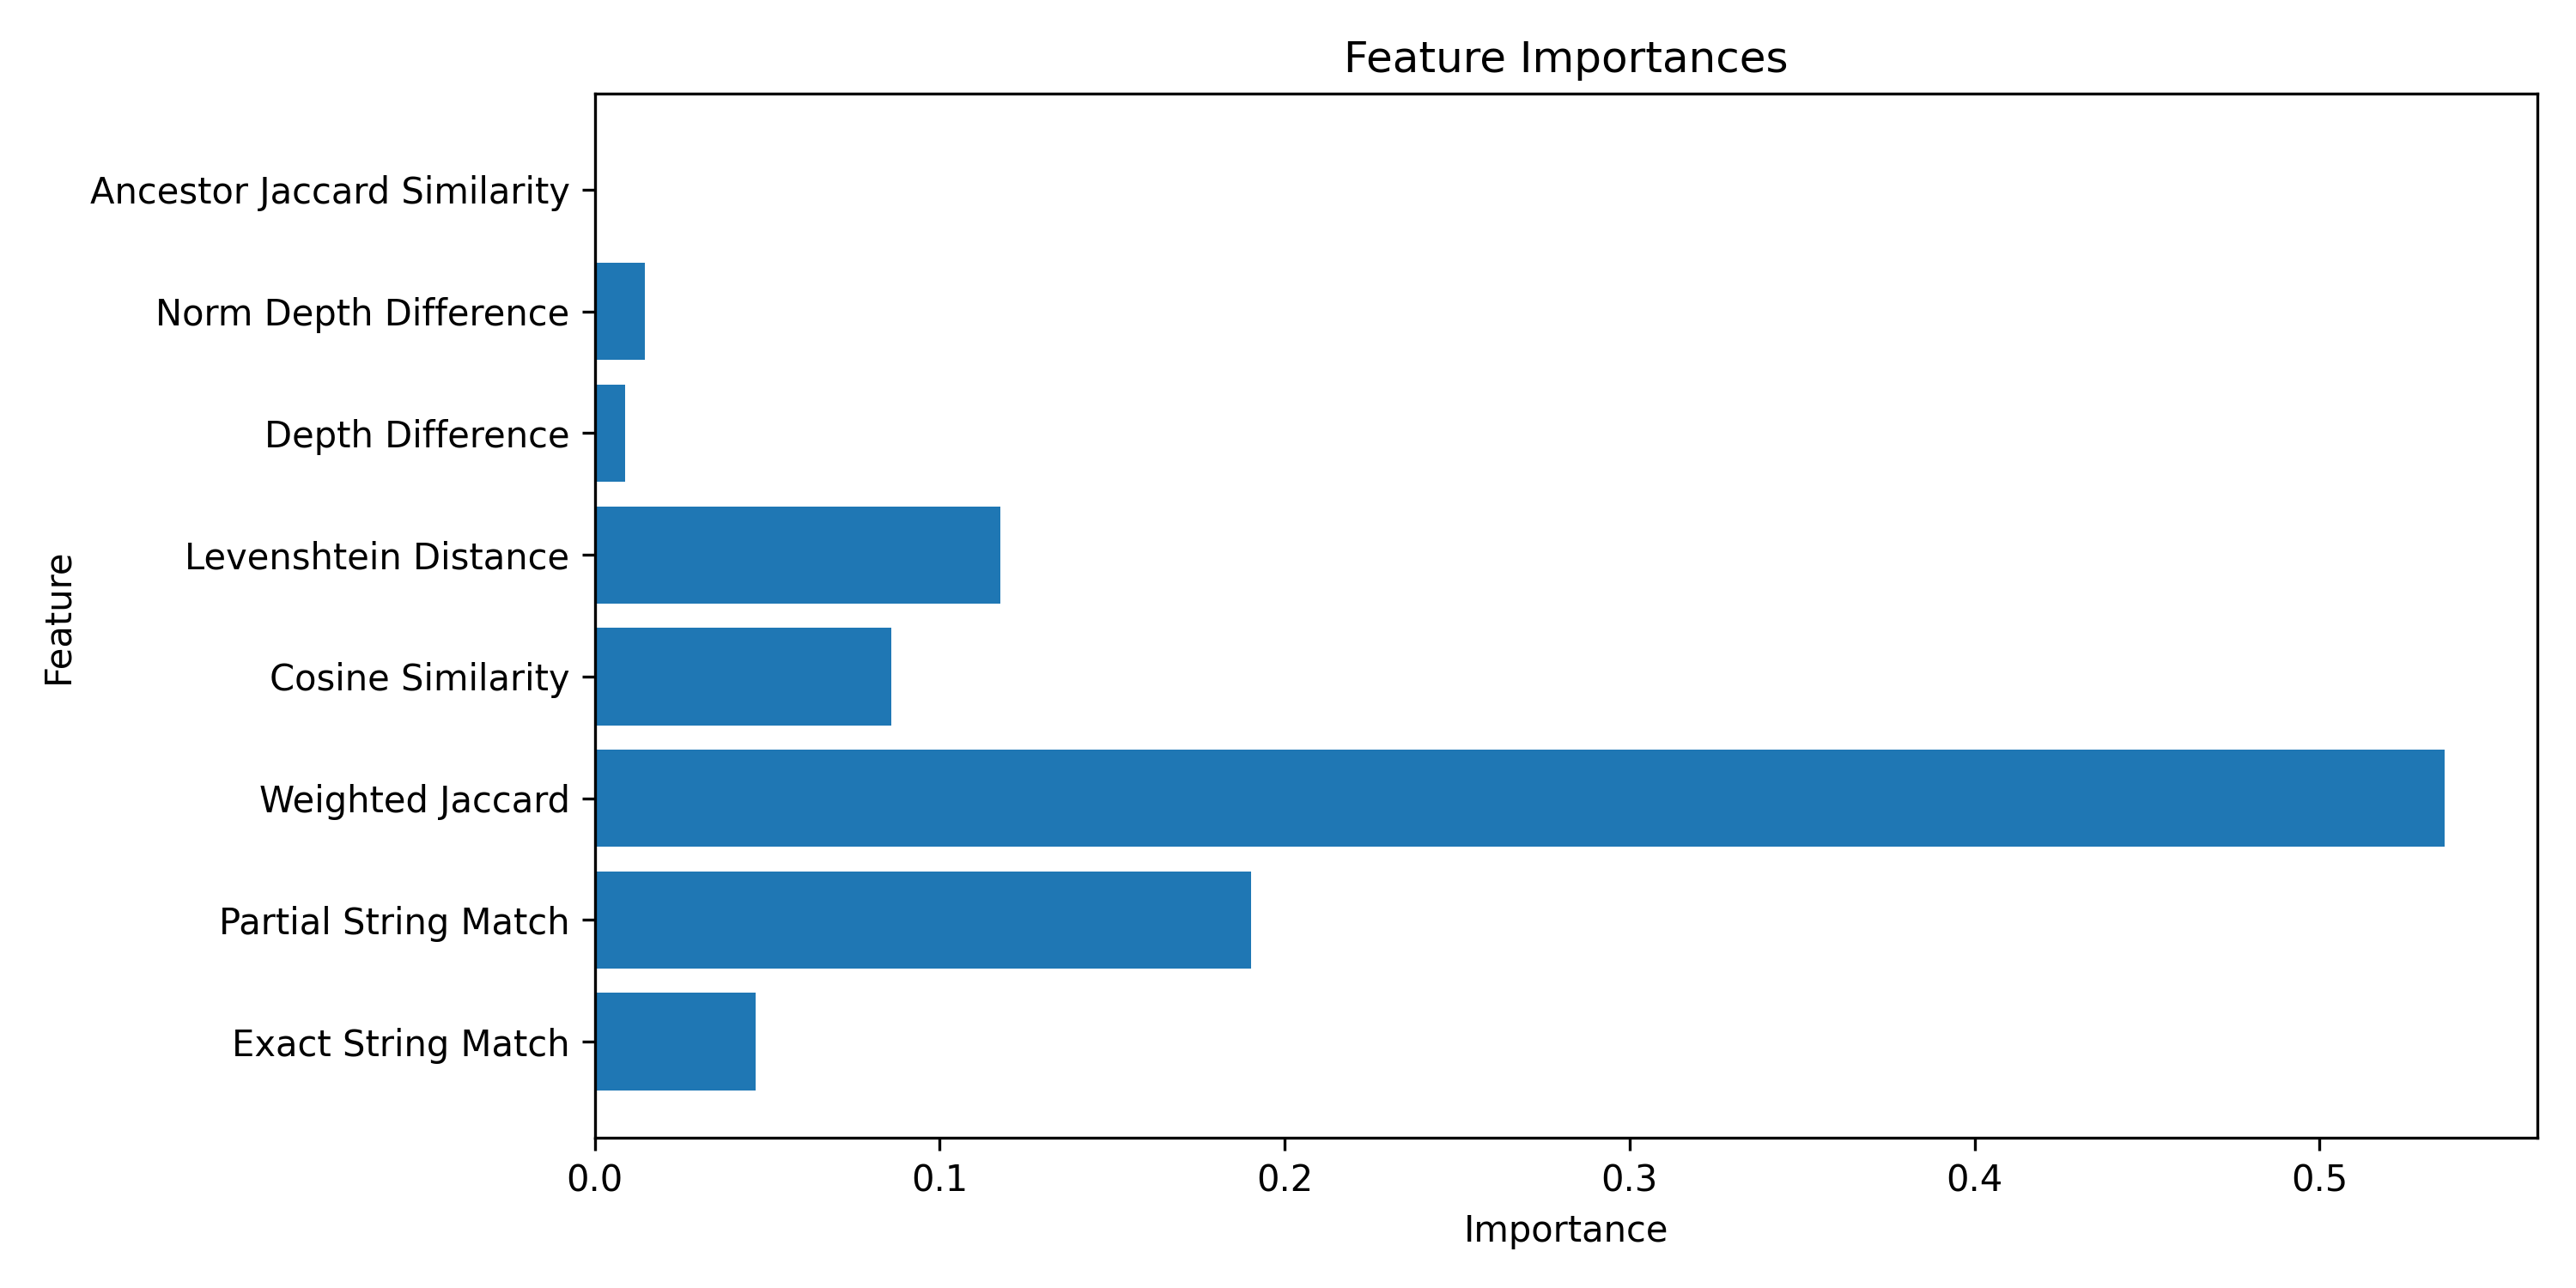 Feature Importances
Ancestor Jaccard Similarity
Norm Depth Difference
Depth Difference
Levenshtein Distance
Cosine Similarity
Weighted Jaccard
Partial String Match
Exact String Match
Feature
0.0 0.1 0.2 0.3 0.4 0.5
Importance